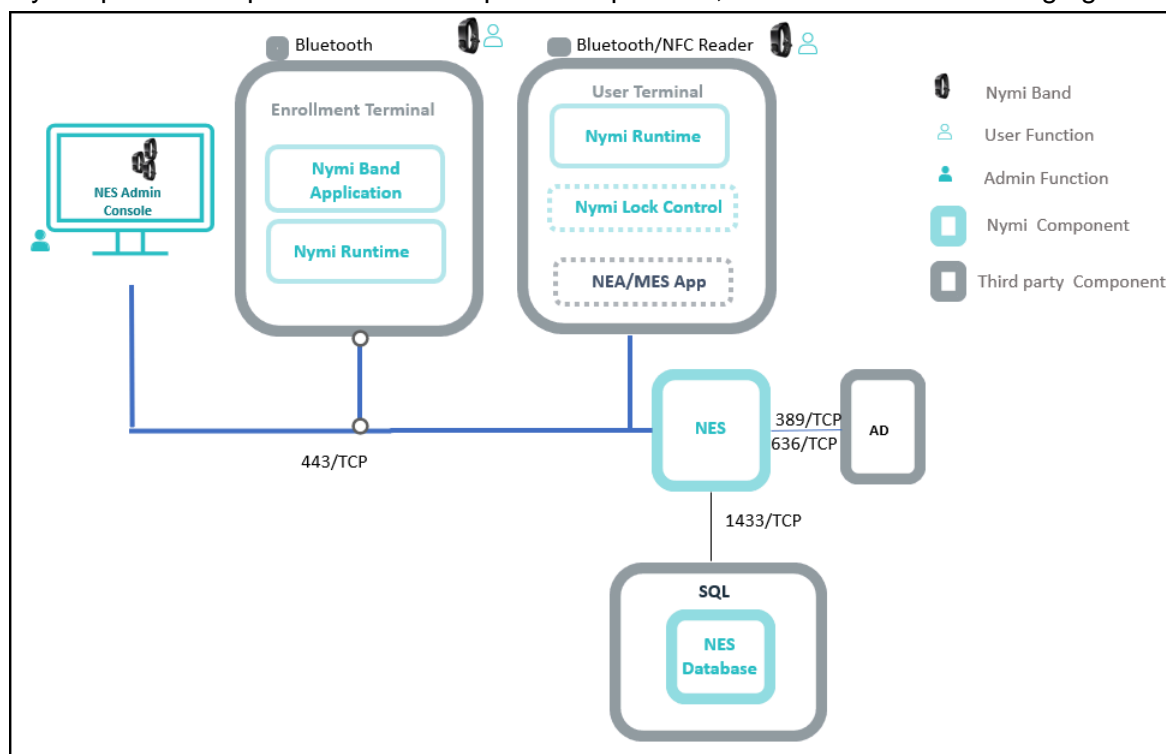 Bluetooth
Bluetooth/NFC Reader
Enrollment Terminal
Nymi Band
Application
Nymi Runtime
User Terminal
Nymi Runtime
Nymi Lock Control
NEA/MES App
NES Admin
Console
Nymi Band
User Function
Admin Function
Nymi Component
Third party Component
443/TCP
NES
389/TCP
636/TCP
AD
1433/TCP
SQL
NES
Database